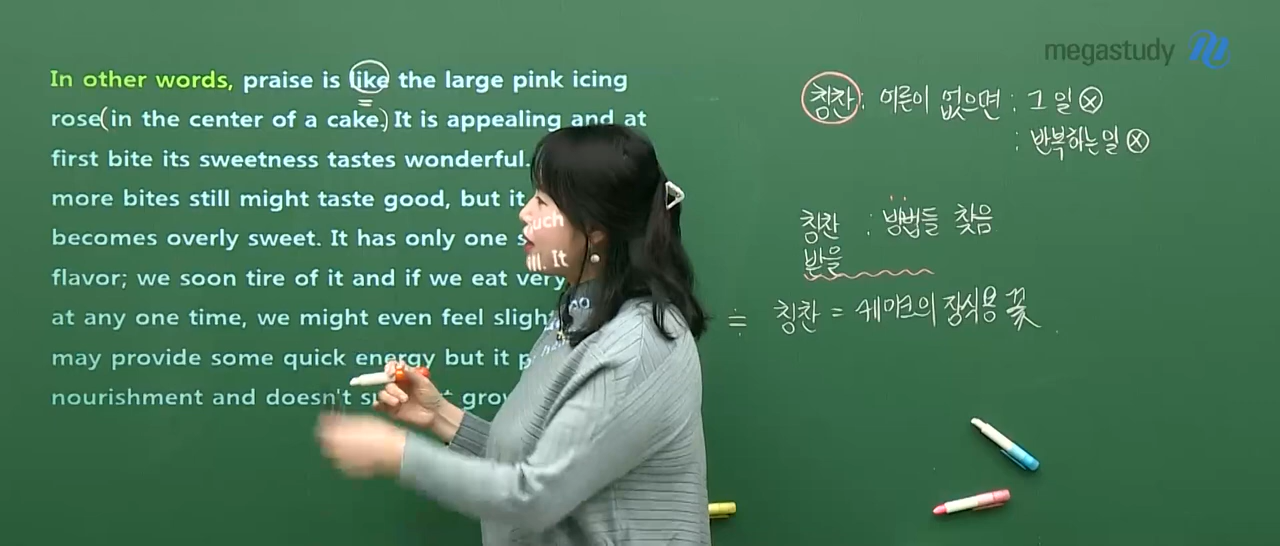 In other words, praise is like the large pink icing
rose(in the center of a cake.) It is appealing and at
first bite its sweetness tastes wonderful.
more bites still might taste good, but it
becomes overly sweet. It has only one
flavor; we soon tire of it and if we eat very
uch
at any one time, we might even feel
ill. It
may provide some quick energy but it
nourishment and doesn't
megastudy
칭찬 : 어른이 없으면 : 그 일 ⓧ
: 반복하는 일 ⓧ
칭찬 : 방법들 찾음
받을
= 칭찬 = 케이크의 장식용 꽃